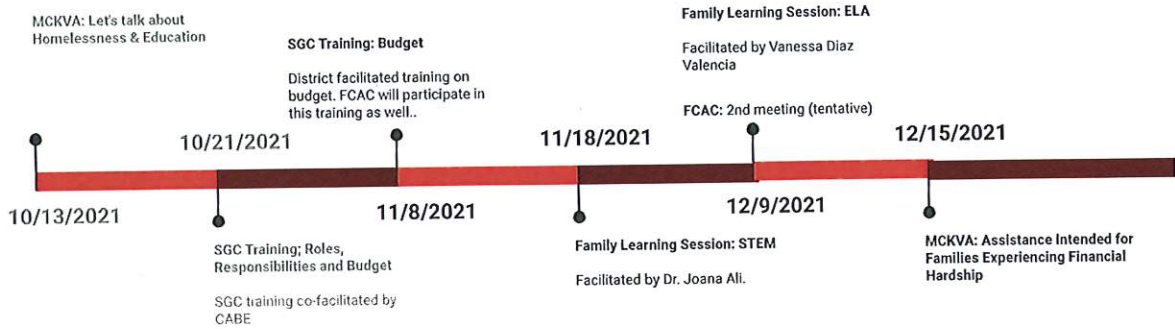 MCKVA: Let's talk about
Homelessness & Education
10/13/2021
10/21/2021
SGC Training; Roles,
Responsibilities and Budget
SGC training co-facilitated by
CABE
SGC Training: Budget
District facilitated training on
budget. FCAC will participate in
this training as well..
11/8/2021
11/18/2021
Family Learning Session: STEM
Facilitated by Dr. Joana Ali.
Family Learning Session: ELA
Facilitated by Vanessa Diaz
Valencia
FCAC: 2nd meeting (tentative)
12/9/2021
12/15/2021
MCKVA: Assistance Intended for
Families Experiencing Financial
Hardship